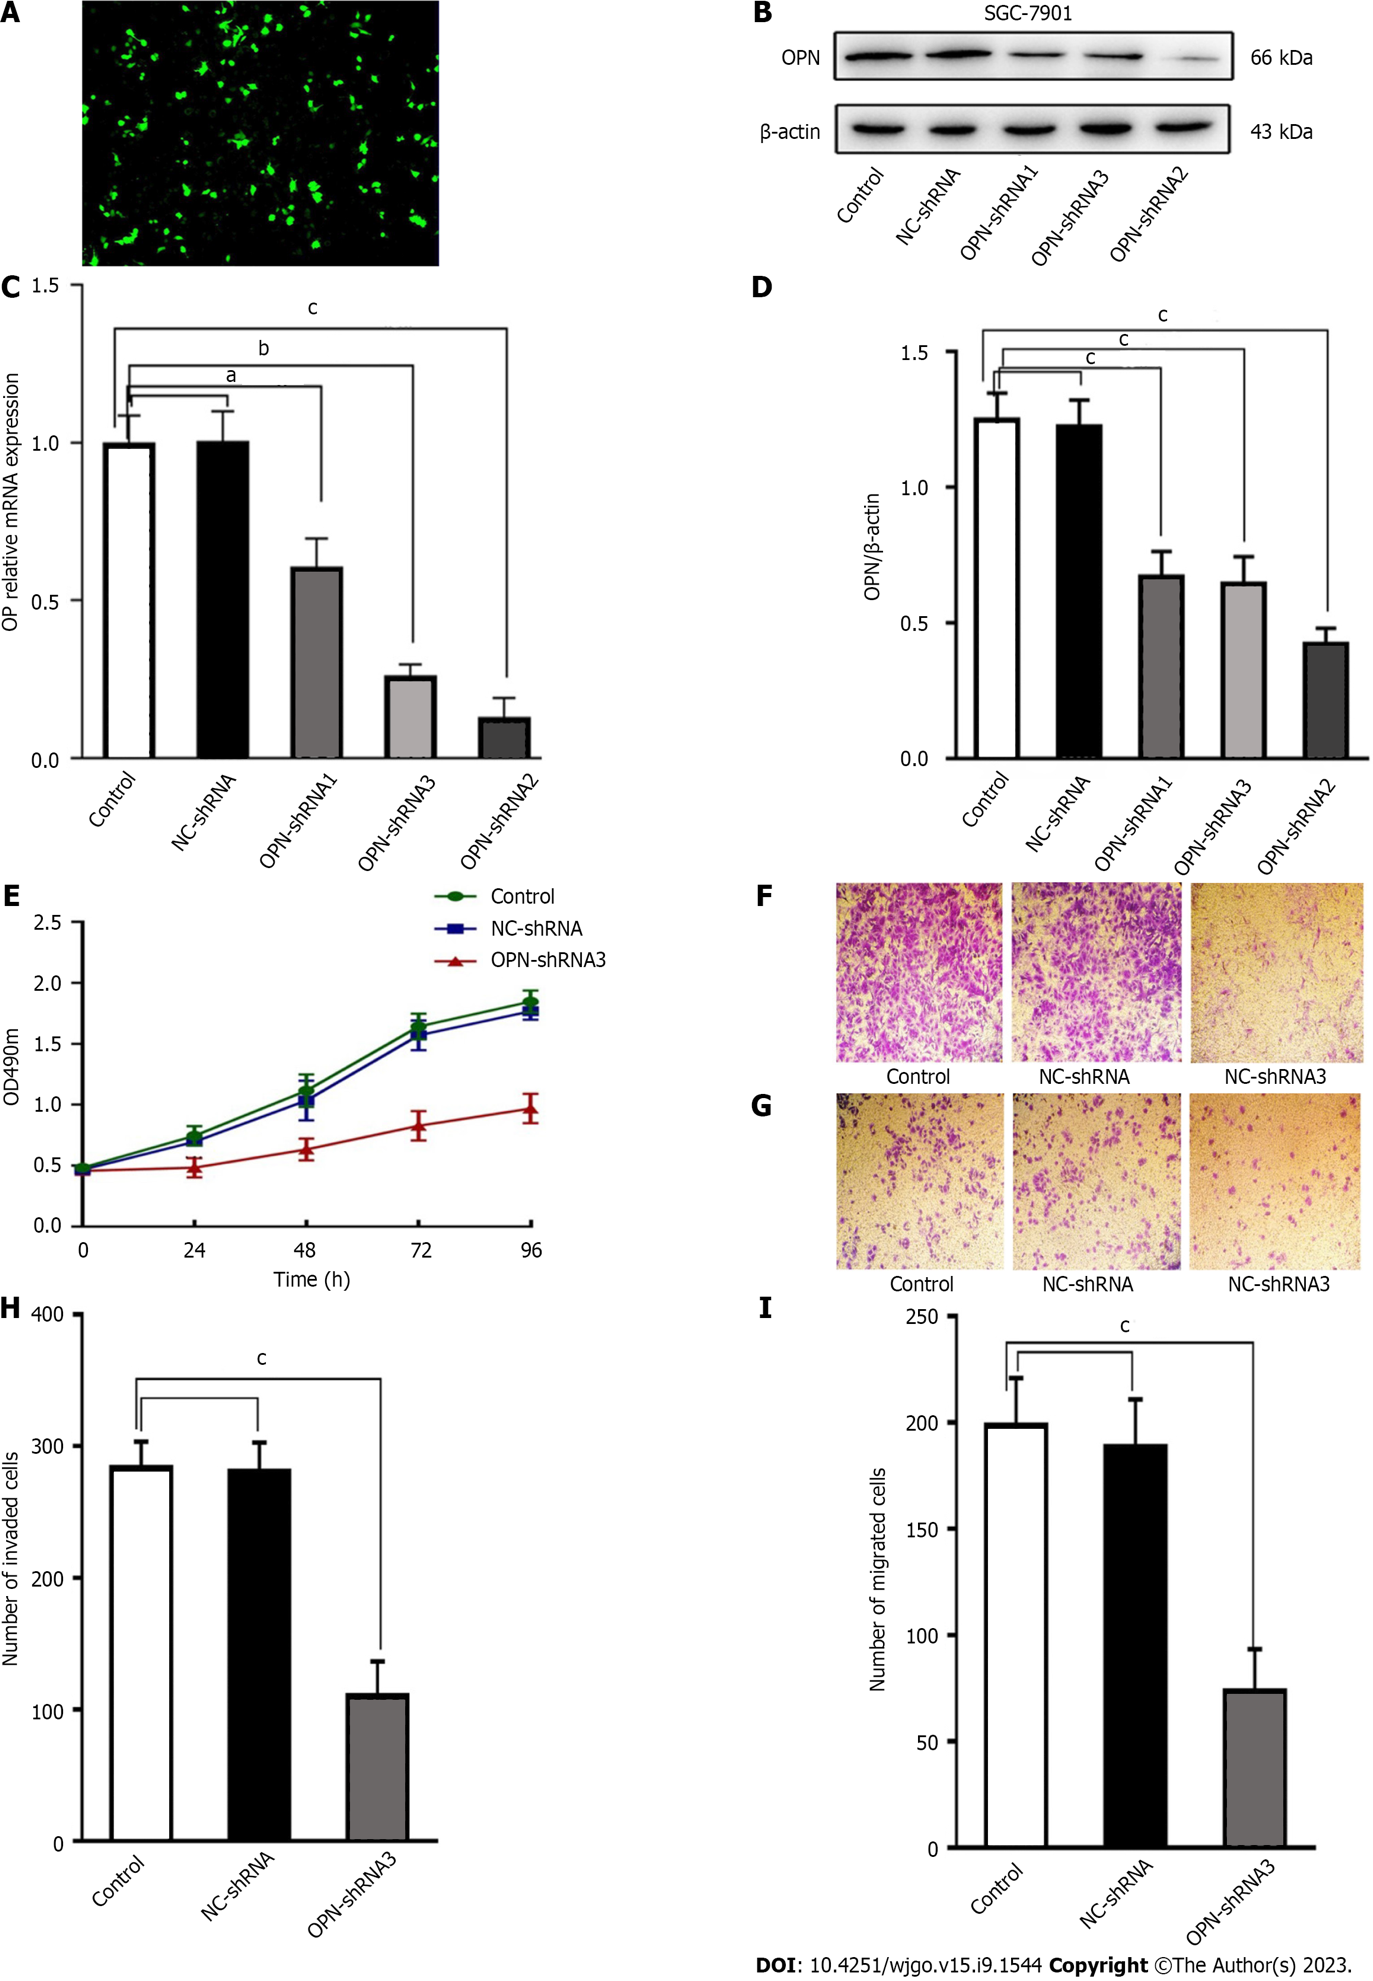 A
B
SGC-7901
OPN
66 kDa
β-actin
43 kDa
Control
NC-shRNA
OPN-shRNA1
OPN-shRNA3
OPN-shRNA2
C
OP relative mRNA expression
1.5
1.0
0.5
0.0
c
b
a
Control
NC-shRNA
OPN-shRNA1
OPN-shRNA3
OPN-shRNA2
D
OPN/β-actin
1.5
1.0
0.5
0.0
c
c
c
Control
NC-shRNA
OPN-shRNA1
OPN-shRNA3
OPN-shRNA2
E
Control
NC-shRNA
OPN-shRNA3
OD490m
2.5
2.0
1.5
1.0
0.5
0.0
0
24
48
72
96
Time (h)
F
Control
NC-shRNA
NC-shRNA3
G
Control
NC-shRNA
NC-shRNA3
H
Number of invaded cells
400
300
200
100
0
c
Control
NC-shRNA
OPN-shRNA3
I
Number of migrated cells
250
200
150
100
50
0
c
Control
NC-shRNA
OPN-shRNA3
DOI: 10.4251/wjgo.v15.i9.1544 Copyright ©The Author(s) 2023.